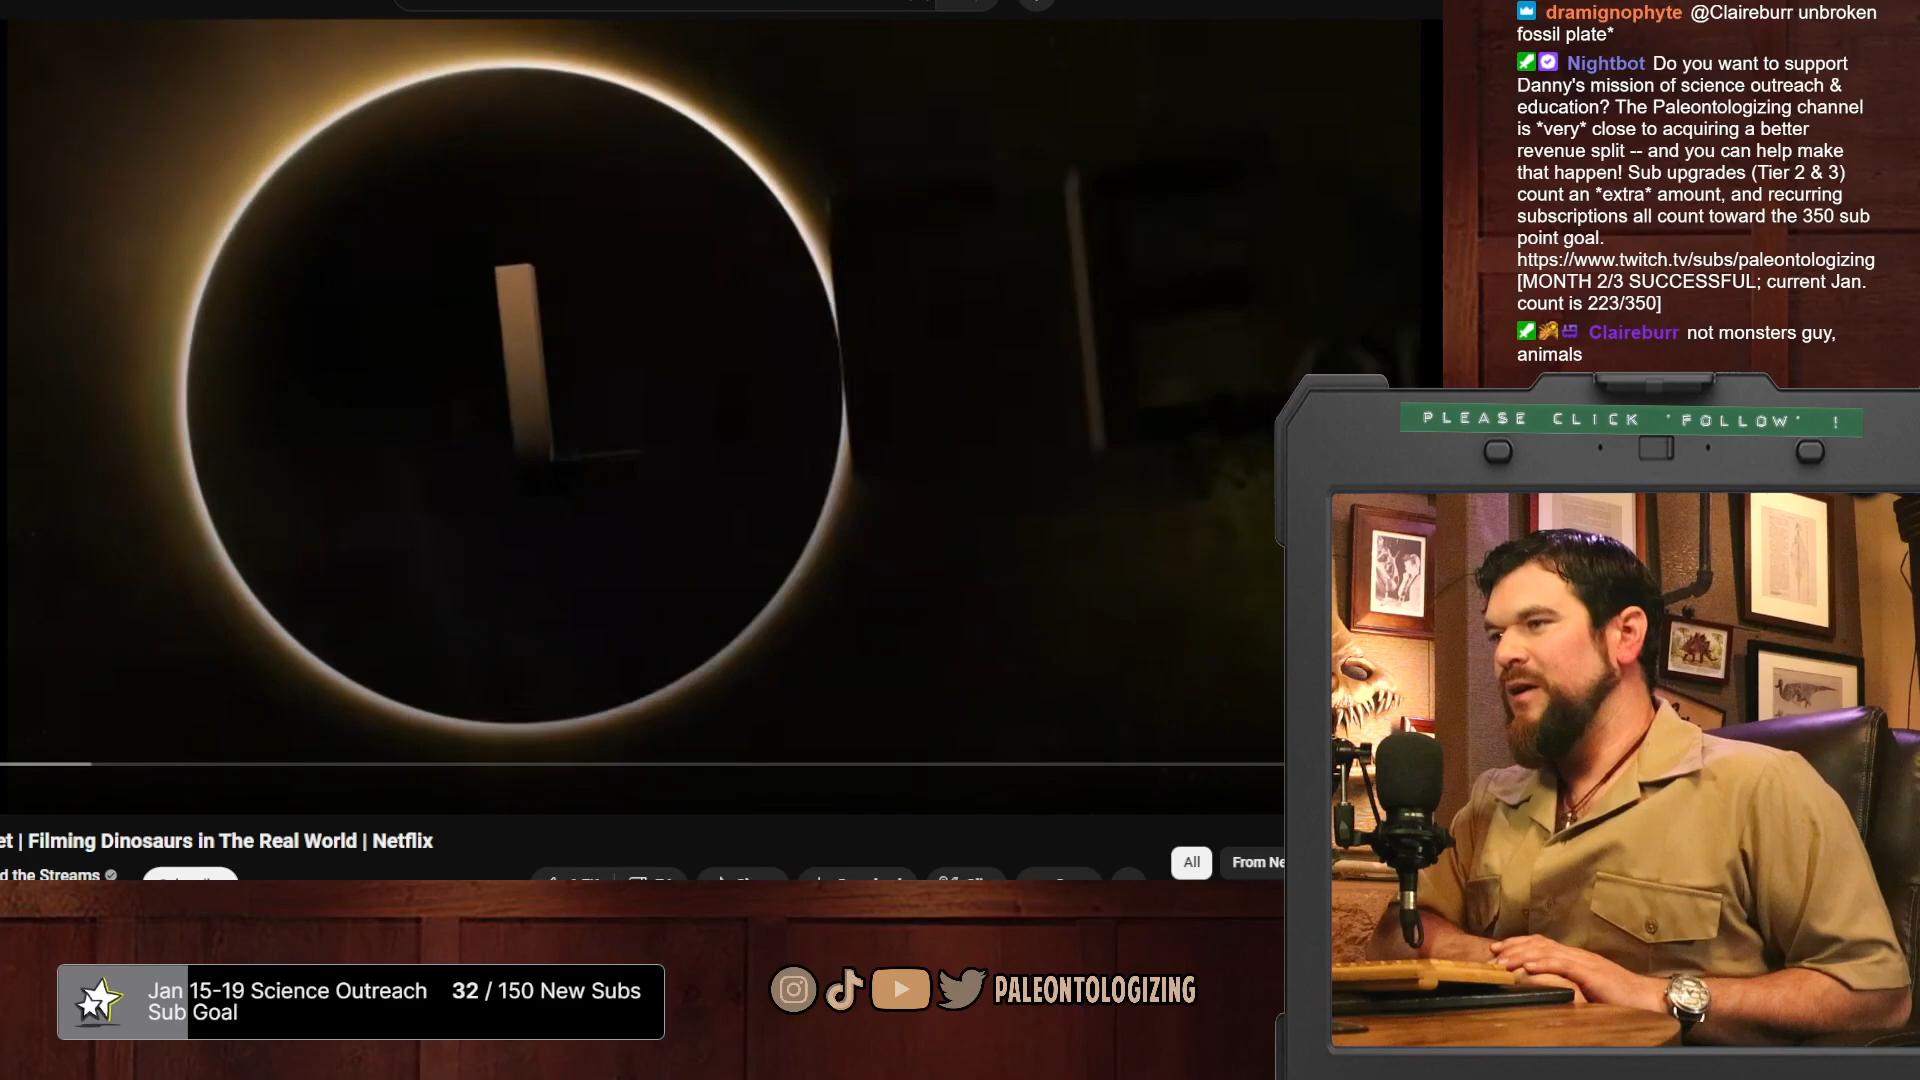 dramignophyte @Claireburr unbroken
fossil plate*
Nightbot Do you want to support
Danny's mission of science outreach &
education? The Paleontologizing channel
is *very* close to acquiring a better
revenue split -- and you can help make
that happen! Sub upgrades (Tier 2 & 3)
count an *extra* amount, and recurring
subscriptions all count toward the 350 sub
point goal.
https://www.twitch.tv/subs/paleontologizing
[MONTH 2/3 SUCCESSFUL; current Jan.
count is 223/350]
Claireburr not monsters guy,
animals
PLEASE CLICK 'FOLLOW' !
et | Filming Dinosaurs in The Real World | Netflix
d the Streams
All
From Ne
Jan 15-19 Science Outreach
Sub Goal
32 / 150 New Subs
PALEONTOLOGIZING